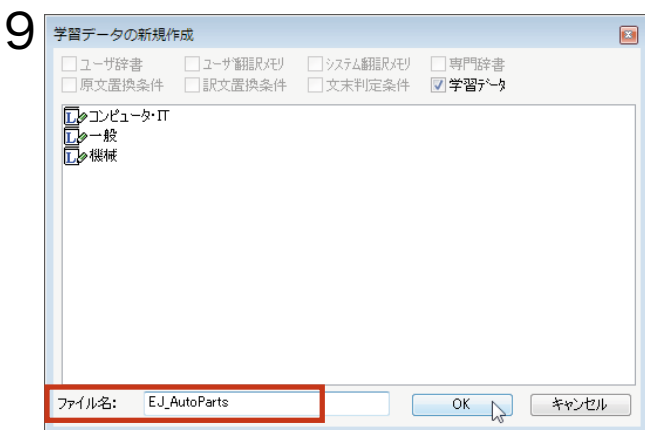 9
学習データの新規作成
ユーザ辞書 ユーザ翻訳メモリ システム翻訳メモリ 専門辞書
原文置換条件 訳文置換条件 文末判定条件 学習データ
コンピュータ・IT
一般
機械
ファイル名: EJ_AutoParts OK キャンセル